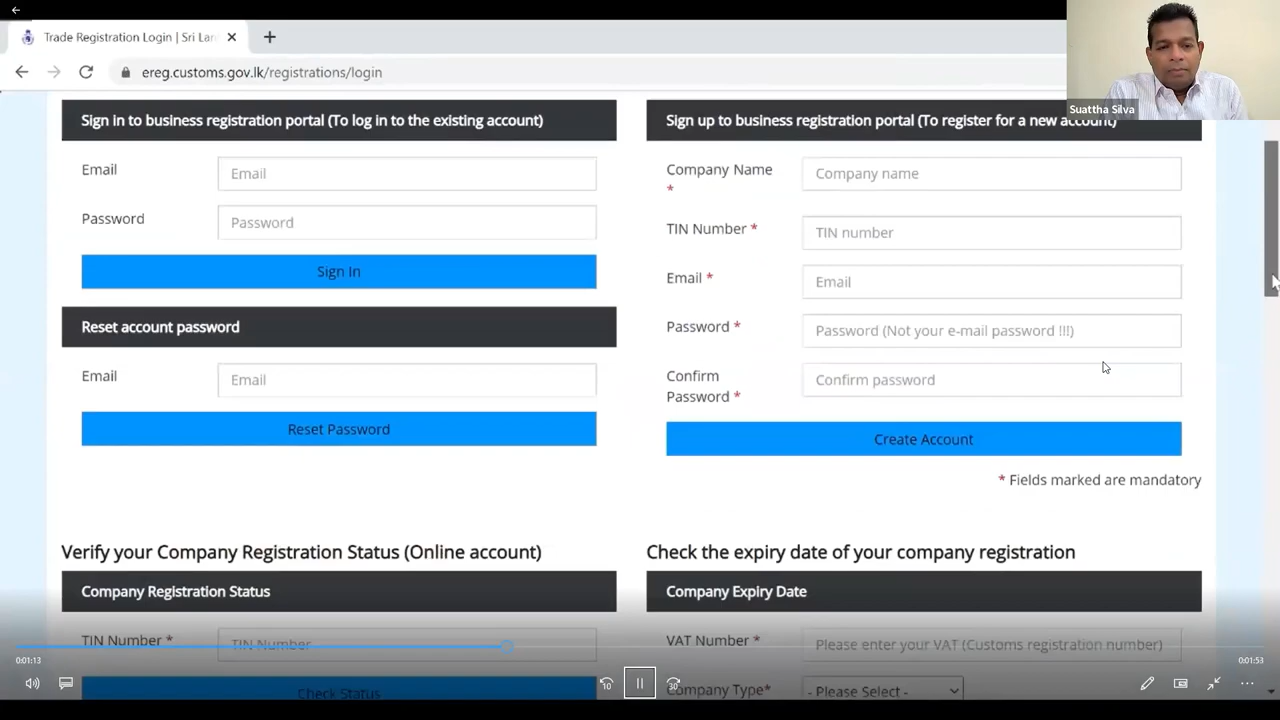 Trade Registration Login | Sri Lan
ereg.customs.gov.lk/registrations/login
Suattha Silva
Sign in to business registration portal (To log in to the existing account)
Email
Email
Password
Password
Sign In
Reset account password
Email
Email
Reset Password
Sign up to business registration portal (To register for a new account)
Company Name
*
Company name
TIN Number *
TIN number
Email *
Email
Password *
Password (Not your e-mail password !!!)
Confirm
Password *
Confirm password
Create Account
* Fields marked are mandatory
Verify your Company Registration Status (Online account)
Company Registration Status
TIN Number *
TIN Number
Check Status
Check the expiry date of your company registration
Company Expiry Date
VAT Number *
Please enter your VAT (Customs registration number)
Company Type*
- Please Select -
0:01:13
0:01:53
10
30